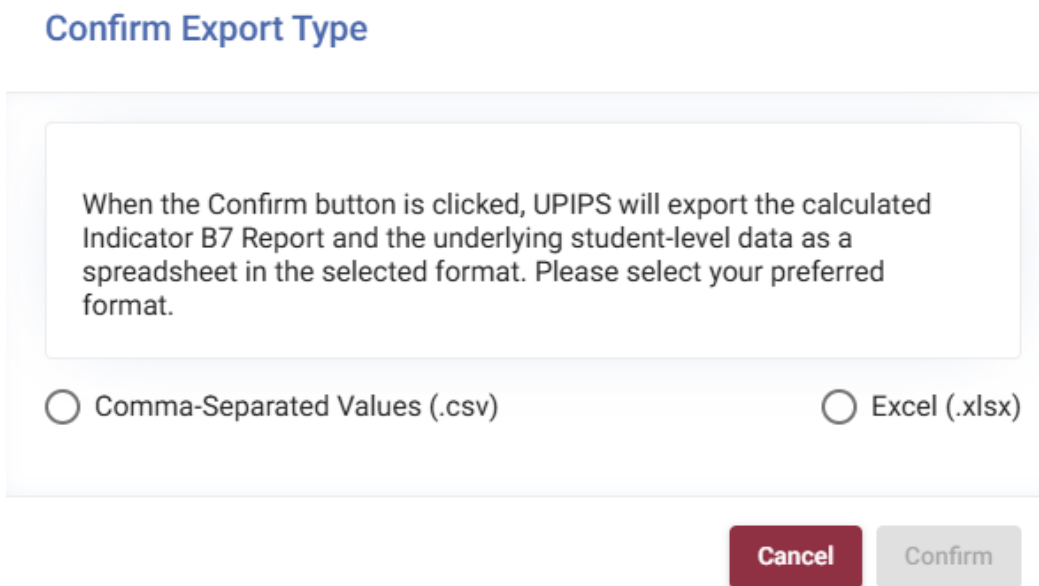 Confirm Export Type
When the Confirm button is clicked, UPIPS will export the calculated
Indicator B7 Report and the underlying student-level data as a
spreadsheet in the selected format. Please select your preferred
format.
Comma-Separated Values (.csv)
Excel (.xlsx)
Cancel
Confirm